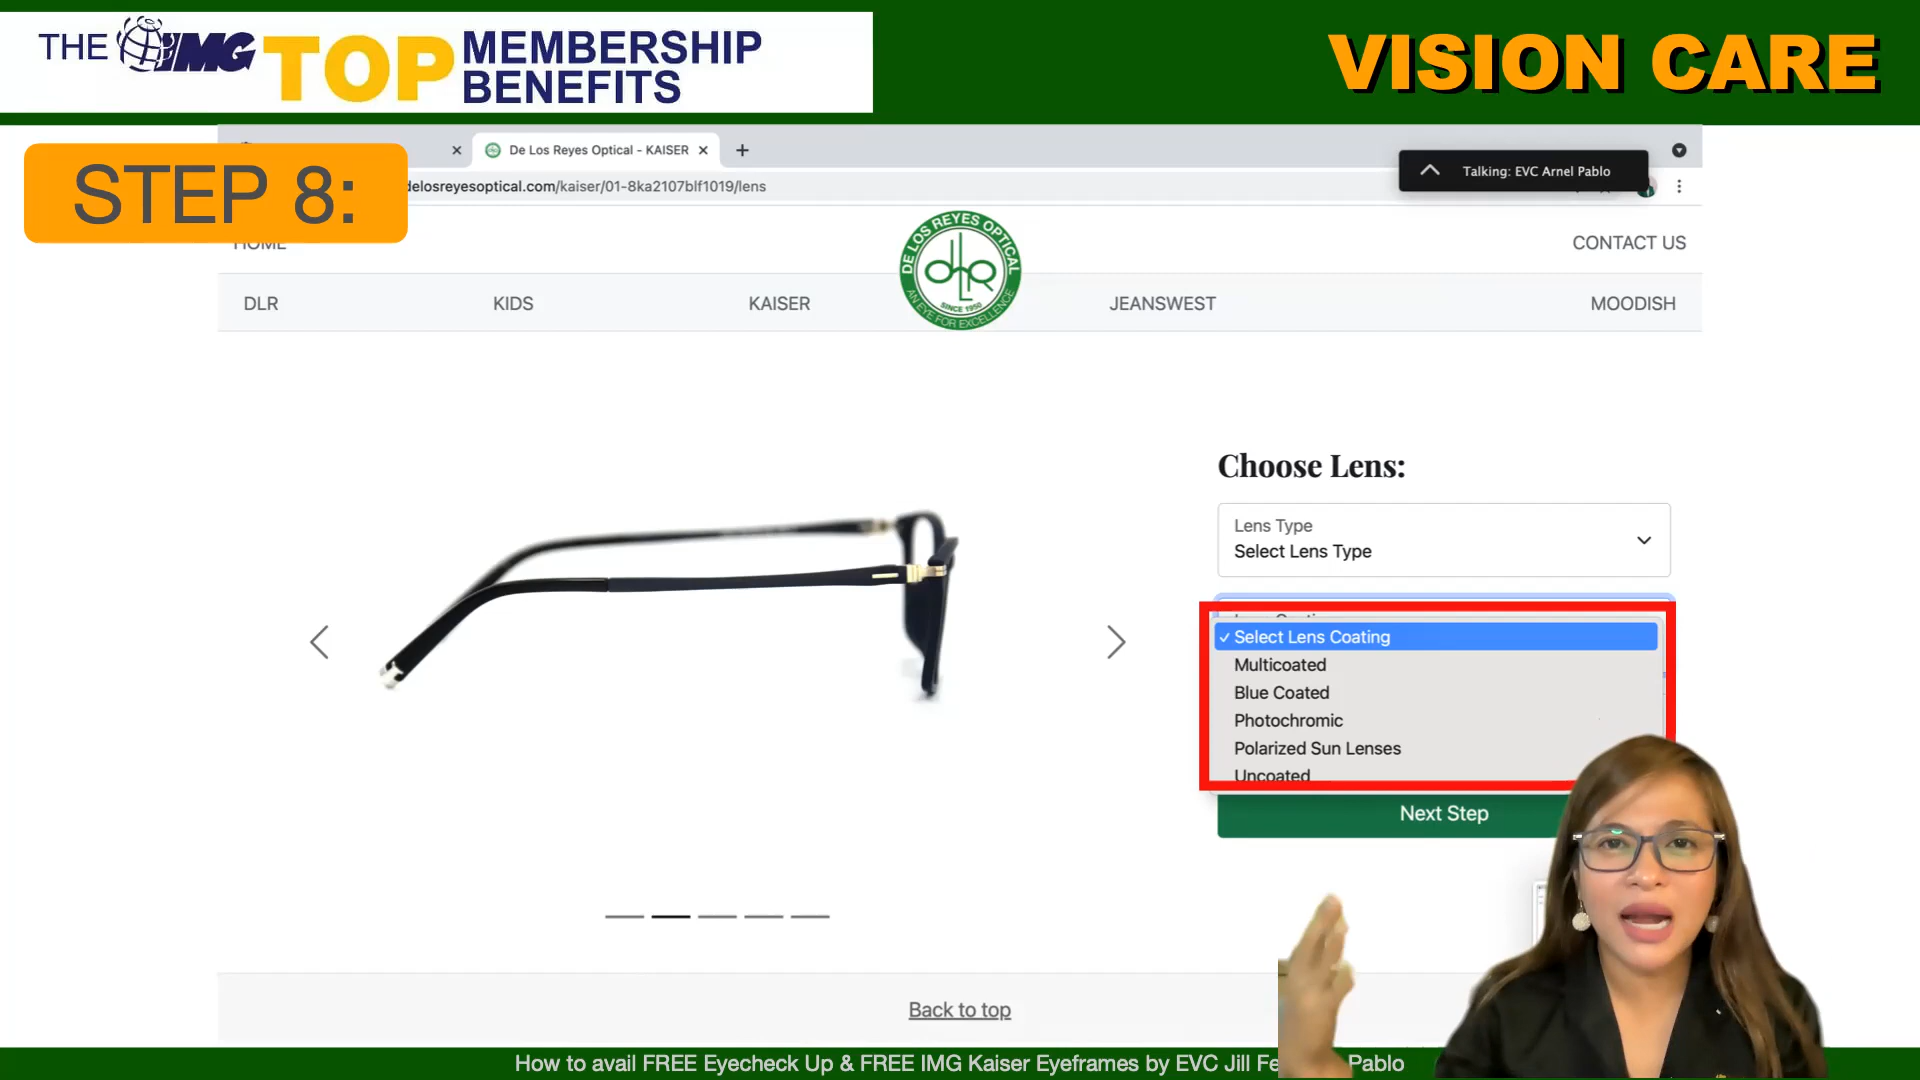 THE IMG TOP MEMBERSHIP BENEFITS
VISION CARE
STEP 8:
De Los Reyes Optical - KAISER
Talking: EVC Arnel Pablo
delosreyesoptical.com/kaiser/01-8ka2107blf1019/lens
HOME
CONTACT US
DE LOS REYES OPTICAL
dlR
SINCE 1950
AN EYE FOR EXCELLENCE
DLR
KIDS
KAISER
JEANSWEST
MOODISH
Choose Lens:
Lens Type
Select Lens Type
✓ Select Lens Coating
Multicoated
Blue Coated
Photochromic
Polarized Sun Lenses
Uncoated
Next Step
Back to top
How to avail FREE Eyecheck Up & FREE IMG Kaiser Eyeframes by EVC Jill Fe Pablo